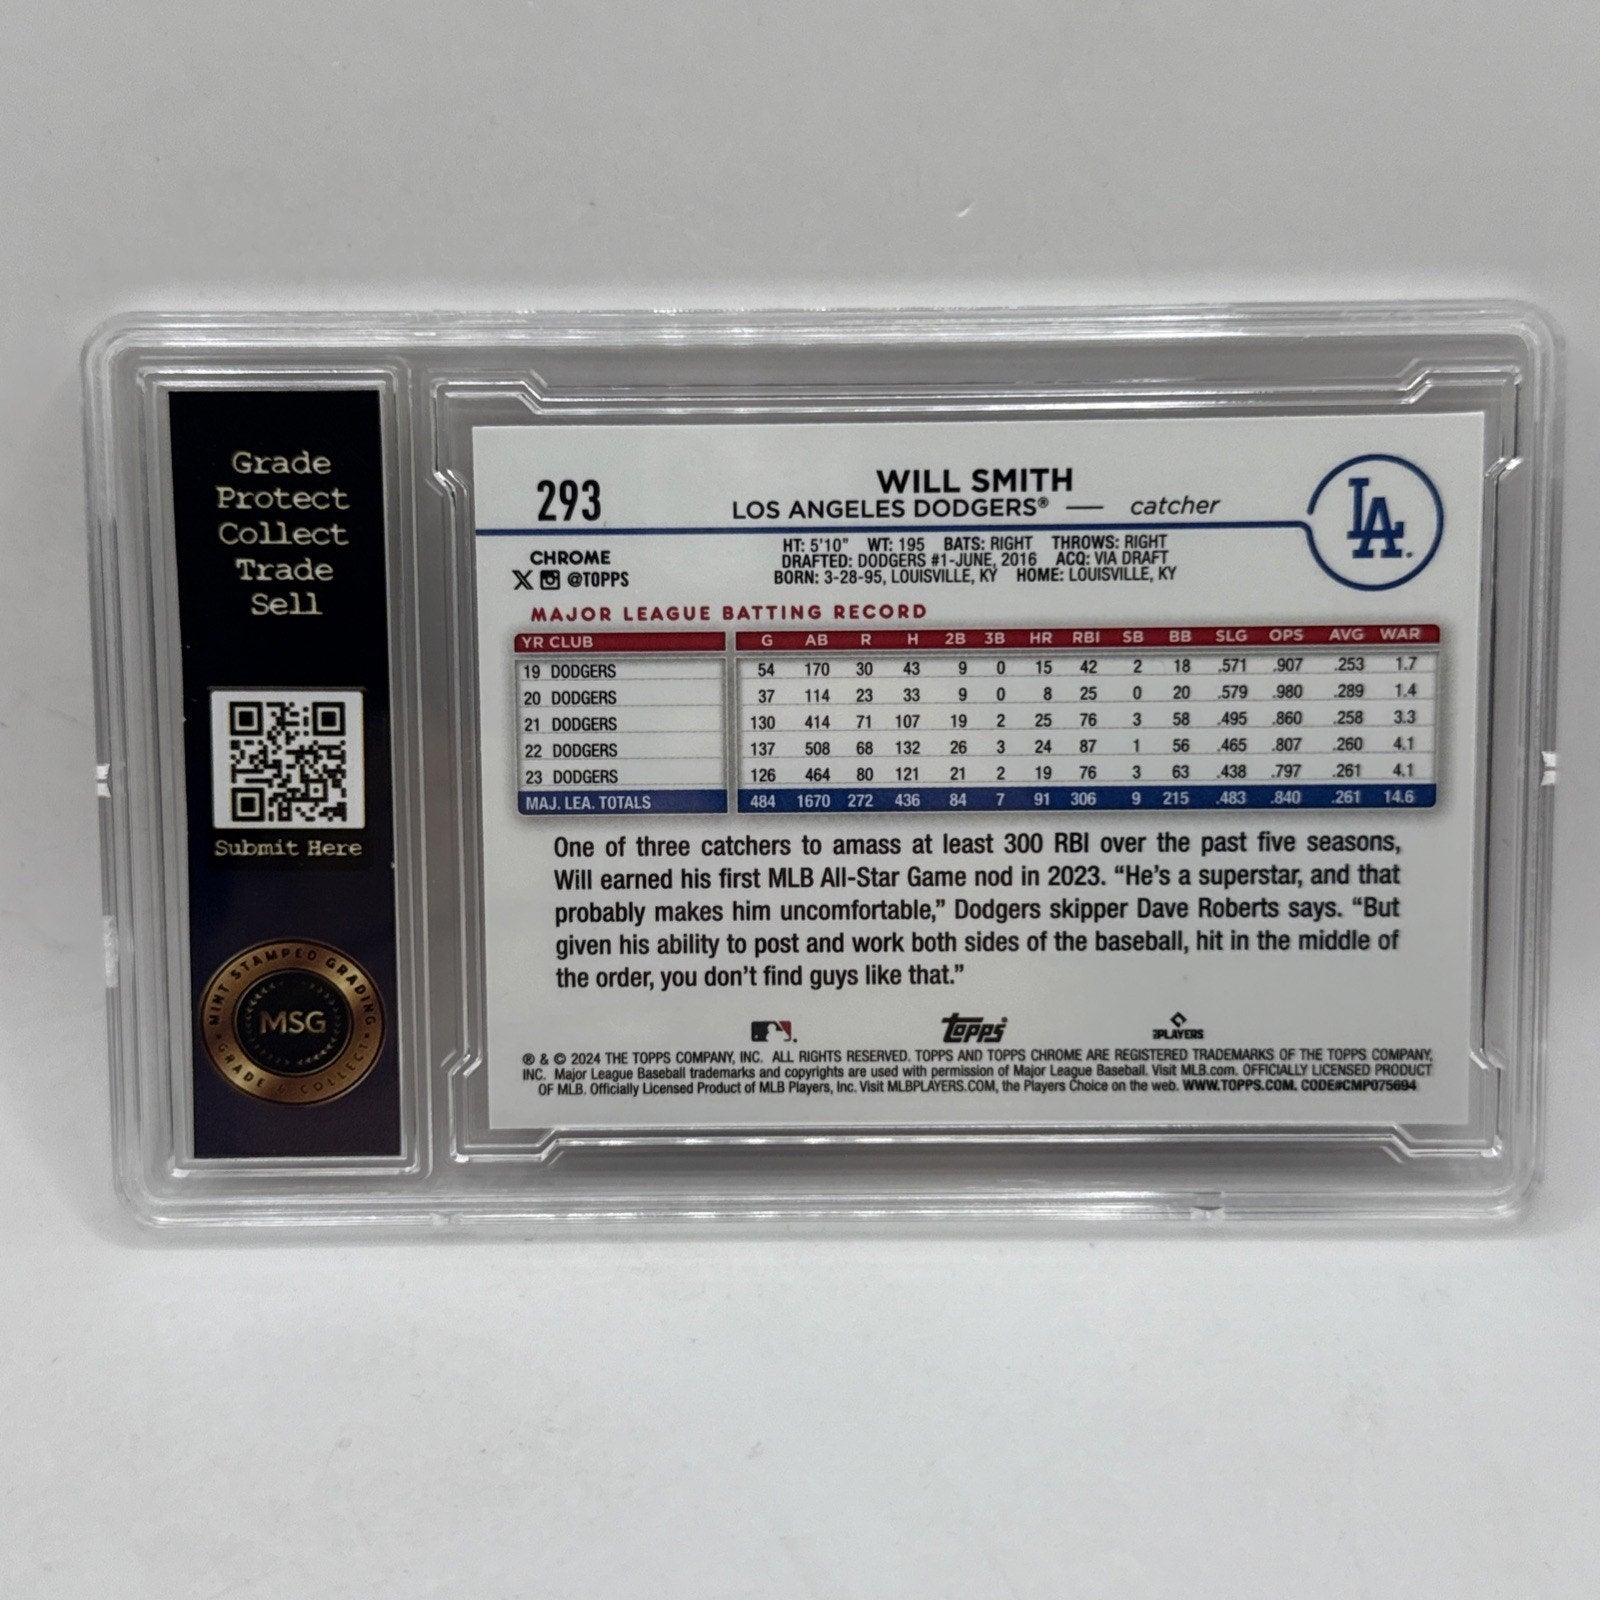 Grade
Protect
Collect
Trade
Sell
Submit Here
MINT STAMPED GRADING
MSG
GRADE & COLLECT
293
WILL SMITH
LOS ANGELES DODGERS® — catcher
LA
CHROME
X @TOPPS
HT: 5'10" WT: 195 BATS: RIGHT THROWS: RIGHT
DRAFTED: DODGERS #1-JUNE, 2016 ACQ: VIA DRAFT
BORN: 3-28-95, LOUISVILLE, KY HOME: LOUISVILLE, KY
MAJOR LEAGUE BATTING RECORD
YR CLUB G AB R H 2B 3B HR RBI SB BB SLG OPS AVG WAR
19 DODGERS 54 170 30 43 9 0 15 42 2 18 .571 .907 .253 1.7
20 DODGERS 37 114 23 33 9 0 8 25 0 20 .579 .980 .289 1.4
21 DODGERS 130 414 71 107 19 2 25 76 3 58 .495 .860 .258 3.3
22 DODGERS 137 508 68 132 26 3 24 87 1 56 .465 .807 .260 4.1
23 DODGERS 126 464 80 121 21 2 19 76 3 63 .438 .797 .261 4.1
MAJ. LEA. TOTALS 484 1670 272 436 84 7 91 306 9 215 .483 .840 .261 14.6
One of three catchers to amass at least 300 RBI over the past five seasons,
Will earned his first MLB All-Star Game nod in 2023. “He’s a superstar, and that
probably makes him uncomfortable,” Dodgers skipper Dave Roberts says. “But
given his ability to post and work both sides of the baseball, hit in the middle of
the order, you don’t find guys like that.”
Topps
PLAYERS
® & © 2024 THE TOPPS COMPANY, INC. ALL RIGHTS RESERVED. TOPPS AND TOPPS CHROME ARE REGISTERED TRADEMARKS OF THE TOPPS COMPANY,
INC. Major League Baseball trademarks and copyrights are used with permission of Major League Baseball. Visit MLB.com. OFFICIALLY LICENSED PRODUCT
OF MLB. Officially Licensed Product of MLB Players, Inc. Visit MLBPLAYERS.COM, the Players Choice on the web. WWW.TOPPS.COM. CODE#CMP075694